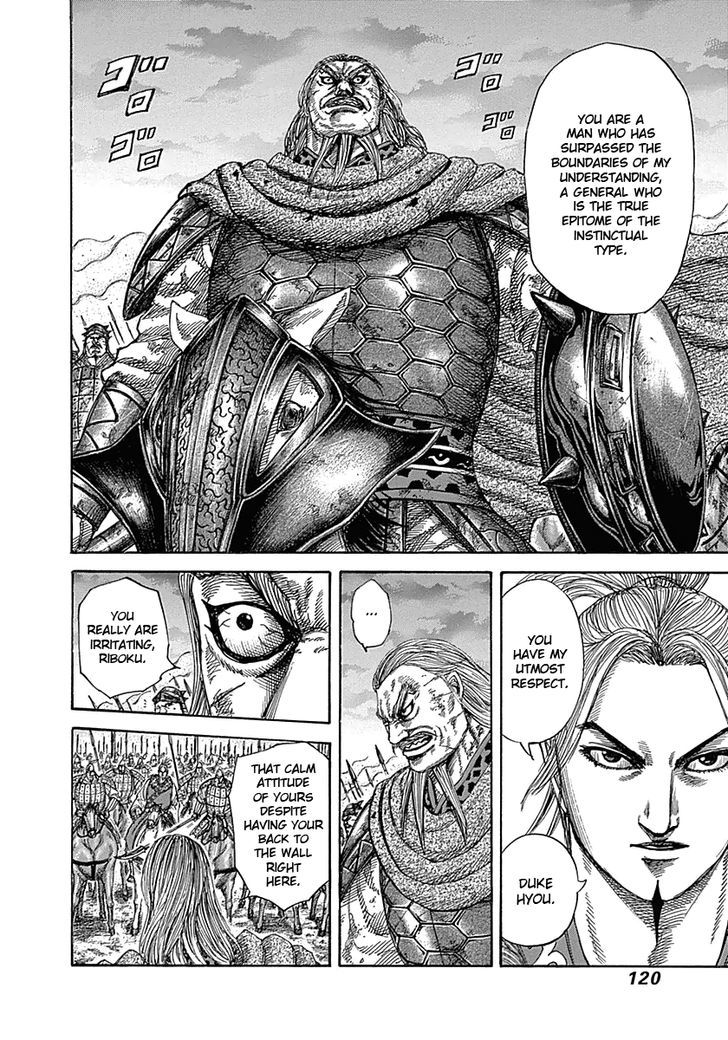 YOU ARE A
MAN WHO HAS
SURPASSED THE
BOUNDARIES OF MY
UNDERSTANDING,
A GENERAL WHO
IS THE TRUE
EPITOME OF THE
INSTINCTUAL
TYPE.
ゴゴ
ゴゴ
ゴゴ
YOU
HAVE MY
UTMOST
RESPECT.
DUKE
HYOU.
...
YOU
REALLY ARE
IRRITATING,
RIBOKU.
THAT CALM
ATTITUDE
OF YOURS
DESPITE
HAVING YOUR
BACK TO
THE WALL
RIGHT
HERE.
120